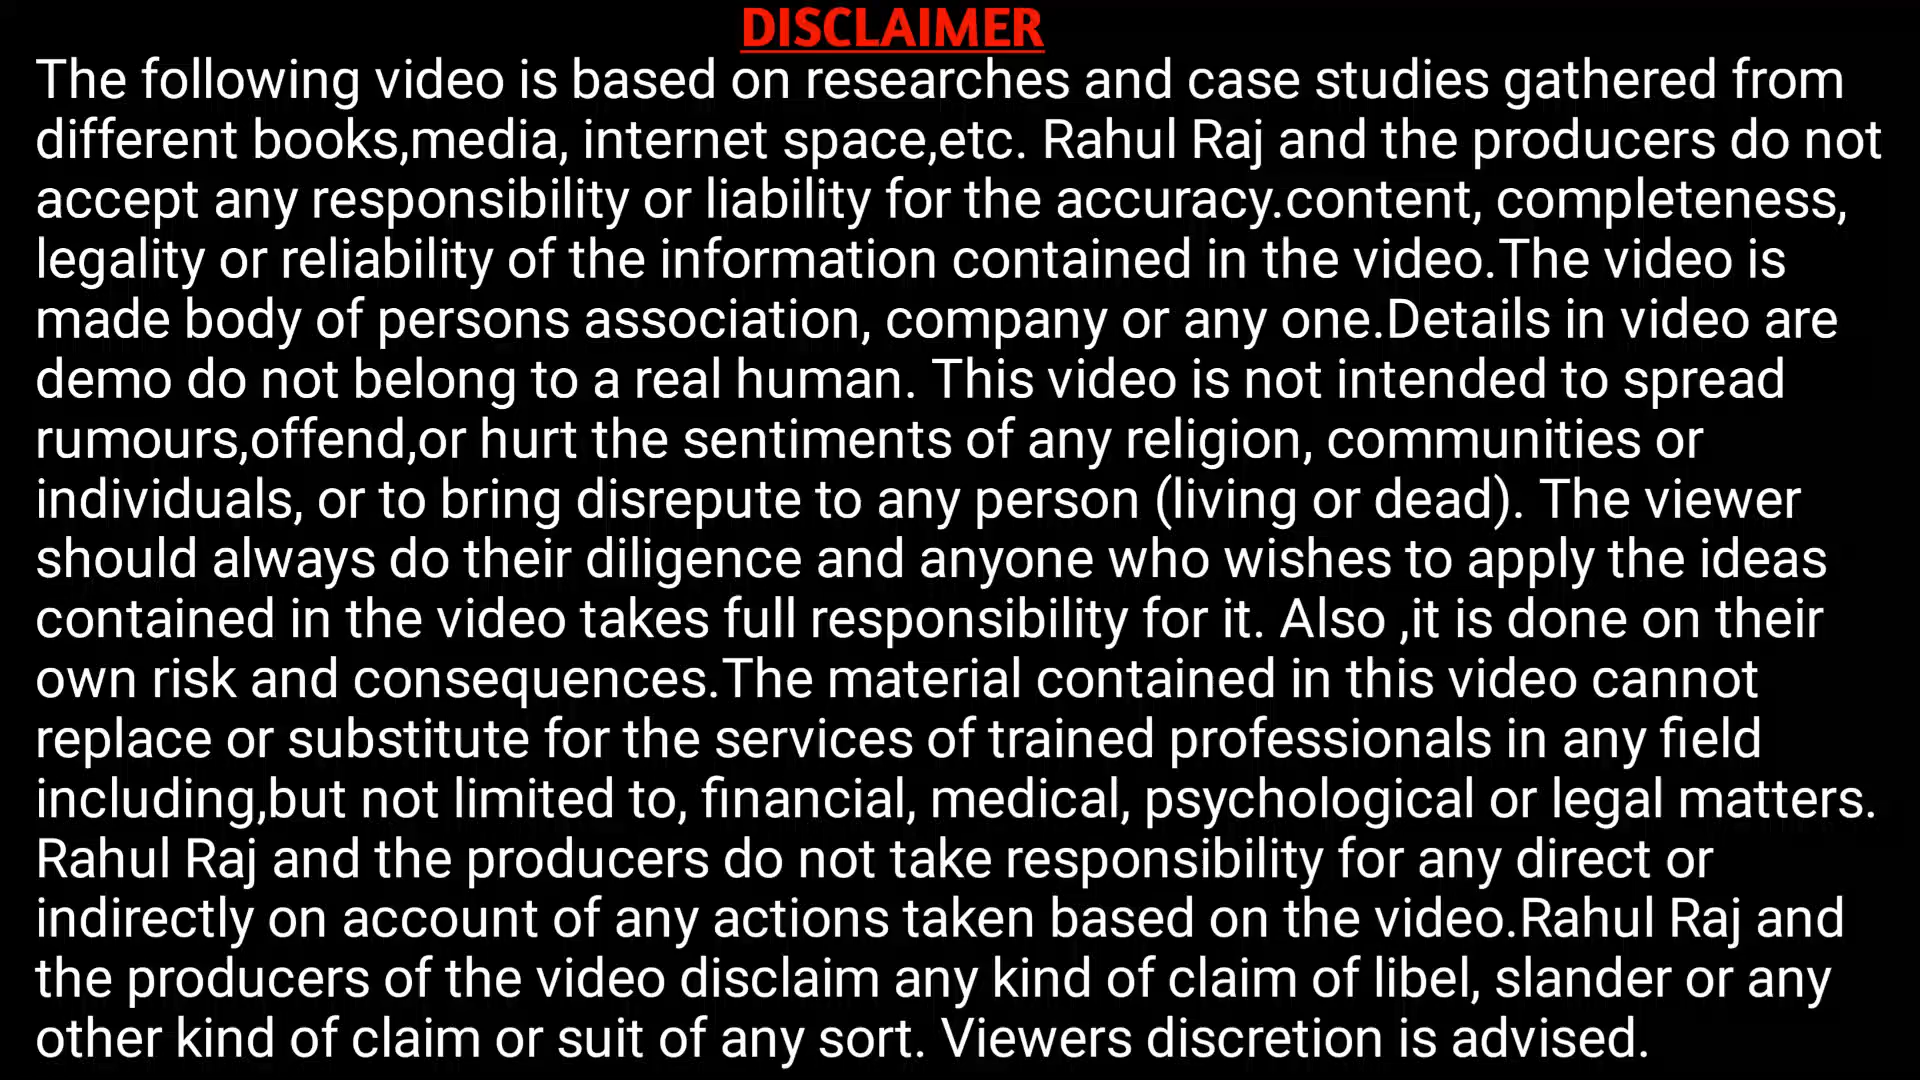 DISCLAIMER
The following video is based on researches and case studies gathered from
different books,media, internet space,etc. Rahul Raj and the producers do not
accept any responsibility or liability for the accuracy.content, completeness,
legality or reliability of the information contained in the video.The video is
made body of persons association, company or any one.Details in video are
demo do not belong to a real human. This video is not intended to spread
rumours,offend,or hurt the sentiments of any religion, communities or
individuals, or to bring disrepute to any person (living or dead). The viewer
should always do their diligence and anyone who wishes to apply the ideas
contained in the video takes full responsibility for it. Also ,it is done on their
own risk and consequences.The material contained in this video cannot
replace or substitute for the services of trained professionals in any field
including,but not limited to, financial, medical, psychological or legal matters.
Rahul Raj and the producers do not take responsibility for any direct or
indirectly on account of any actions taken based on the video.Rahul Raj and
the producers of the video disclaim any kind of claim of libel, slander or any
other kind of claim or suit of any sort. Viewers discretion is advised.